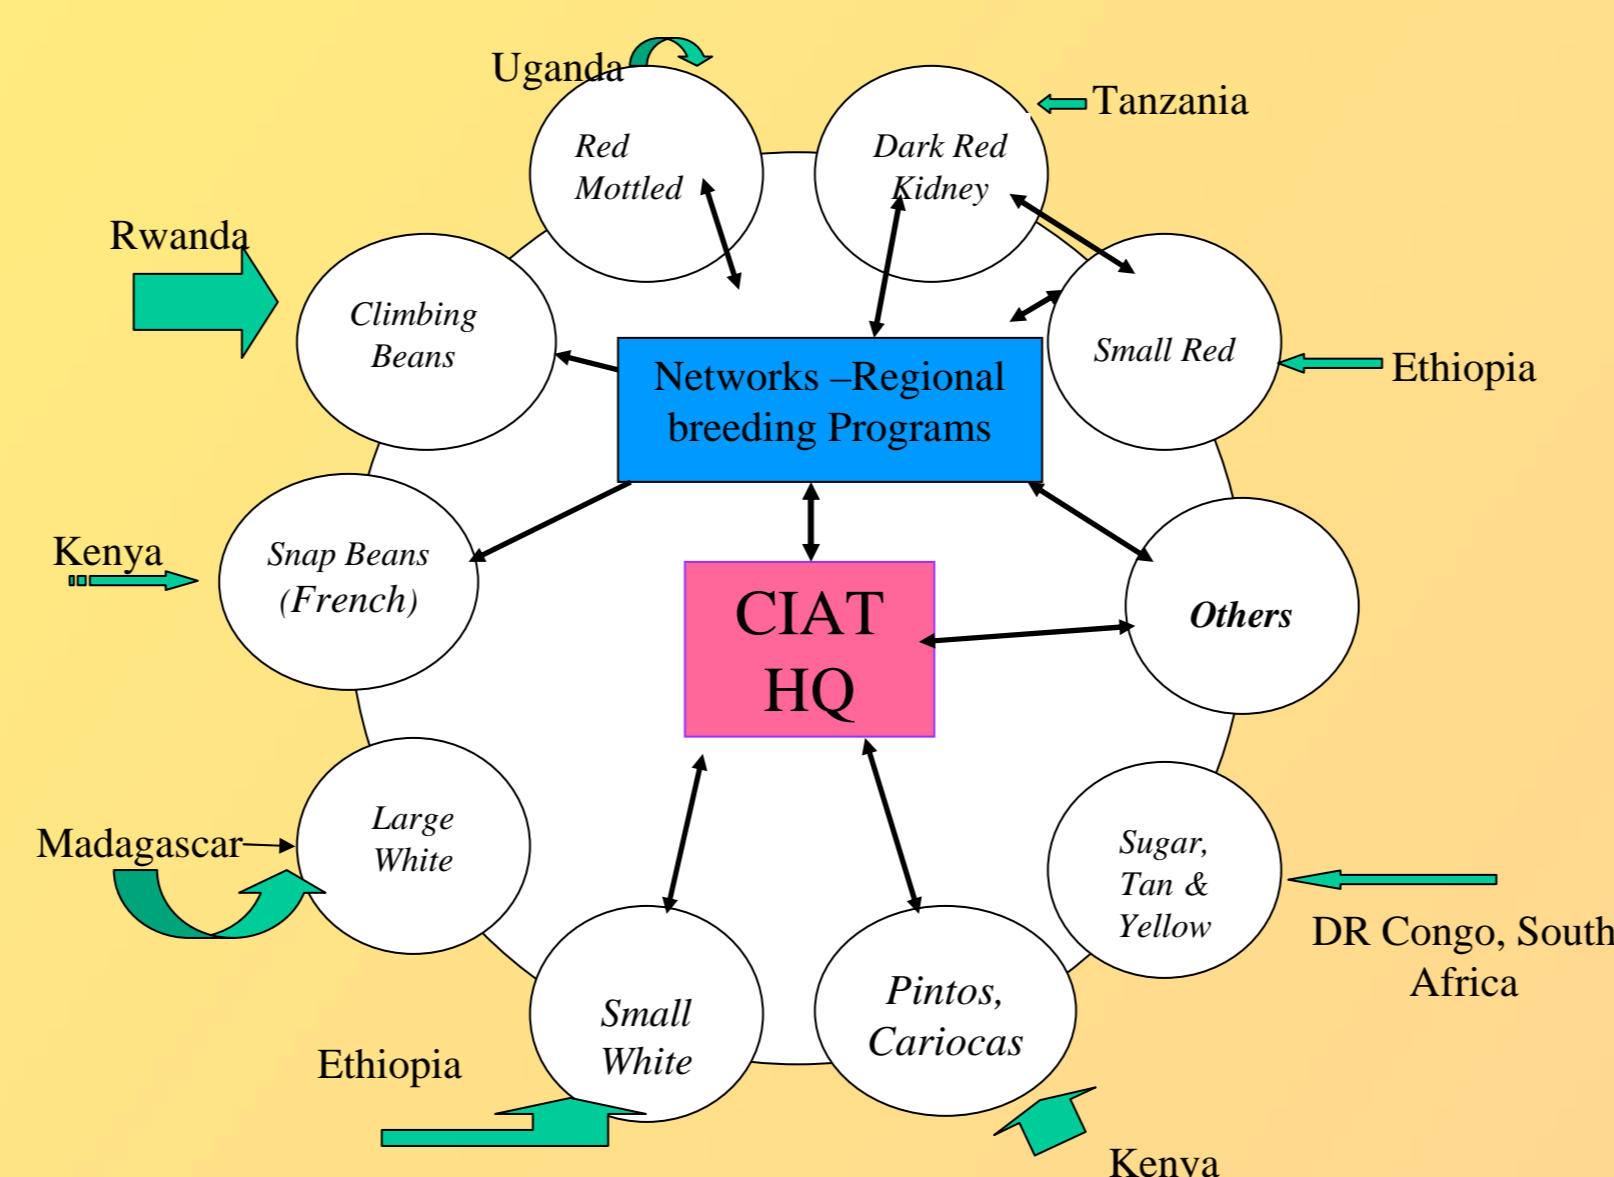 Uganda
Tanzania
Red
Mottled
Dark Red
Kidney
Rwanda
Climbing
Beans
Networks –Regional
breeding Programs
Small Red
Ethiopia
Kenya
Snap Beans
(French)
CIAT
HQ
Others
Madagascar
Large
White
Sugar,
Tan &
Yellow
DR Congo, South
Africa
Small
White
Pintos,
Cariocas
Ethiopia
Kenya